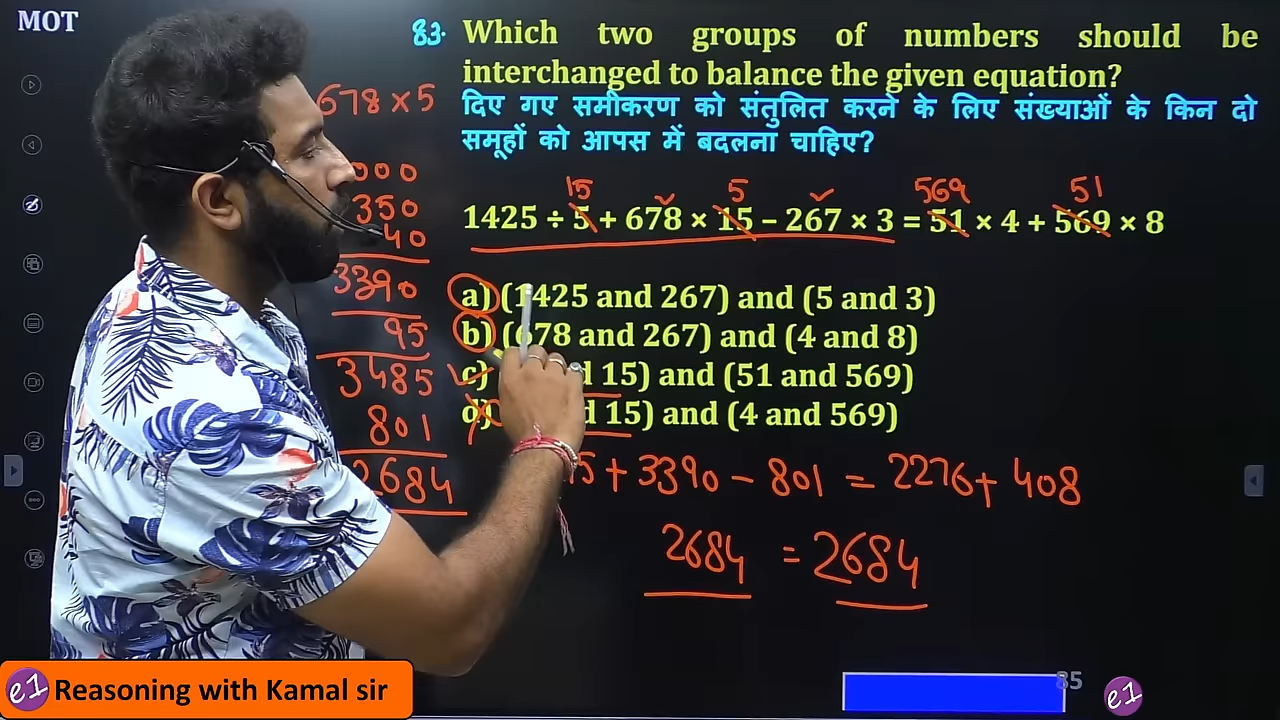 MOT
83. Which two groups of numbers should be
interchanged to balance the given equation?
दिए गए समीकरण को संतुलित करने के लिए संख्याओं के किन दो
समूहों को आपस में बदलना चाहिए?
15 5 569 51
1425 ÷ 5 + 678 × 15 – 267 × 3 = 51 × 4 + 569 × 8
a) (1425 and 267) and (5 and 3)
b) (678 and 267) and (4 and 8)
c) 15) and (51 and 569)
d) 15) and (4 and 569)
5 + 3390 – 801 = 2276 + 408
2684 = 2684
678 × 5
000
350
40
3390
95
3485
801
2684
85
e1 Reasoning with Kamal sir
e1